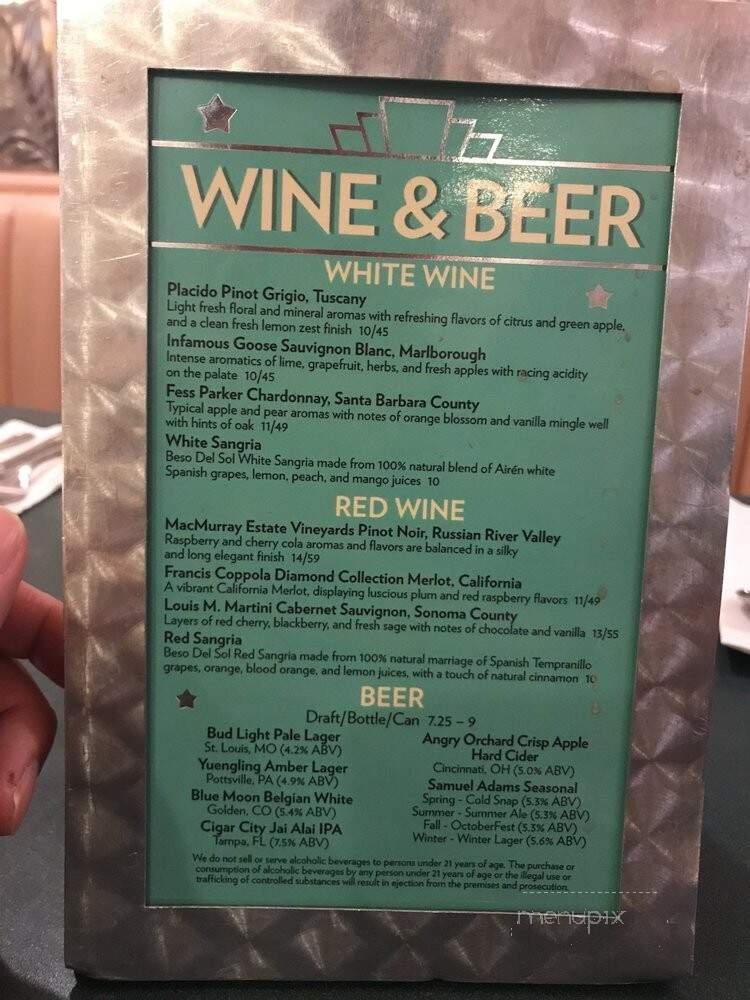 WINE & BEER
WHITE WINE
Placido Pinot Grigio, Tuscany
Light fresh floral and mineral aromas with refreshing flavors of citrus and green apple,
and a clean fresh lemon zest finish 10/45
Infamous Goose Sauvignon Blanc, Marlborough
Intense aromatics of lime, grapefruit, herbs, and fresh apples with racing acidity
on the palate 10/45
Fess Parker Chardonnay, Santa Barbara County
Typical apple and pear aromas with notes of orange blossom and vanilla mingle well
with hints of oak 11/49
White Sangria
Beso Del Sol White Sangria made from 100% natural blend of Airén white
Spanish grapes, lemon, peach, and mango juices 10
RED WINE
MacMurray Estate Vineyards Pinot Noir, Russian River Valley
Raspberry and cherry cola aromas and flavors are balanced in a silky
and long elegant finish 14/59
Francis Coppola Diamond Collection Merlot, California
A vibrant California Merlot, displaying luscious plum and red raspberry flavors 11/49
Louis M. Martini Cabernet Sauvignon, Sonoma County
Layers of red cherry, blackberry, and fresh sage with notes of chocolate and vanilla 13/55
Red Sangria
Beso Del Sol Red Sangria made from 100% natural marriage of Spanish Tempranillo
grapes, orange, blood orange, and lemon juices, with a touch of natural cinnamon 10
BEER
Draft/Bottle/Can 7.25 – 9
Bud Light Pale Lager
St. Louis, MO (4.2% ABV)
Yuengling Amber Lager
Pottsville, PA (4.9% ABV)
Blue Moon Belgian White
Golden, CO (5.4% ABV)
Cigar City Jai Alai IPA
Tampa, FL (7.5% ABV)
Angry Orchard Crisp Apple
Hard Cider
Cincinnati, OH (5.0% ABV)
Samuel Adams Seasonal
Spring - Cold Snap (5.3% ABV)
Summer - Summer Ale (5.3% ABV)
Fall - OctoberFest (5.3% ABV)
Winter - Winter Lager (5.6% ABV)
We do not sell or serve alcoholic beverages to persons under 21 years of age. The purchase or
consumption of alcoholic beverages by any person under 21 years of age or the illegal use or
trafficking of controlled substances will result in ejection from the premises and prosecution.
menupix